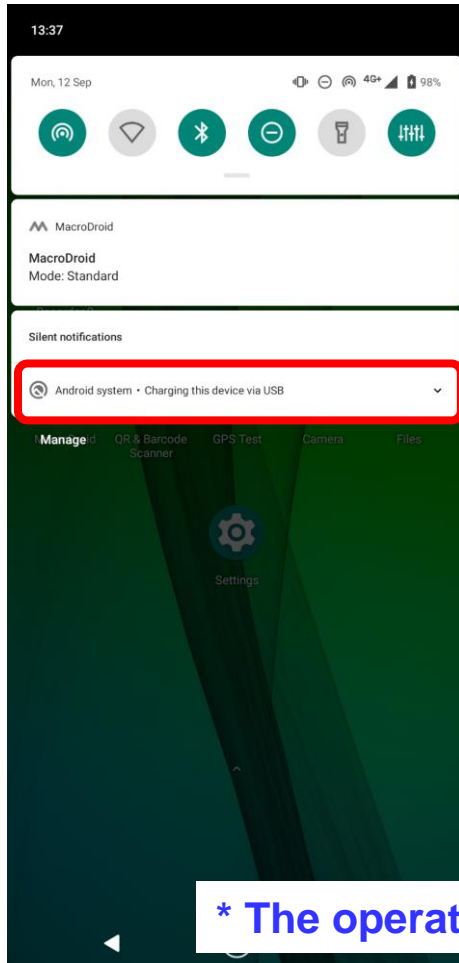 13:37
Mon, 12 Sep
4G+ 98%
MacroDroid
MacroDroid
Mode: Standard
Silent notifications
Android system • Charging this device via USB
Manage
QR & Barcode
Scanner
GPS Test
Camera
Files
Settings
* The operat